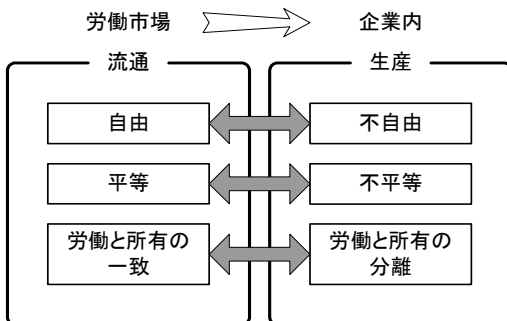 労働市場 企業内
流通 生産
自由 不自由
平等 不平等
労働と所有の 労働と所有の
一致 分離